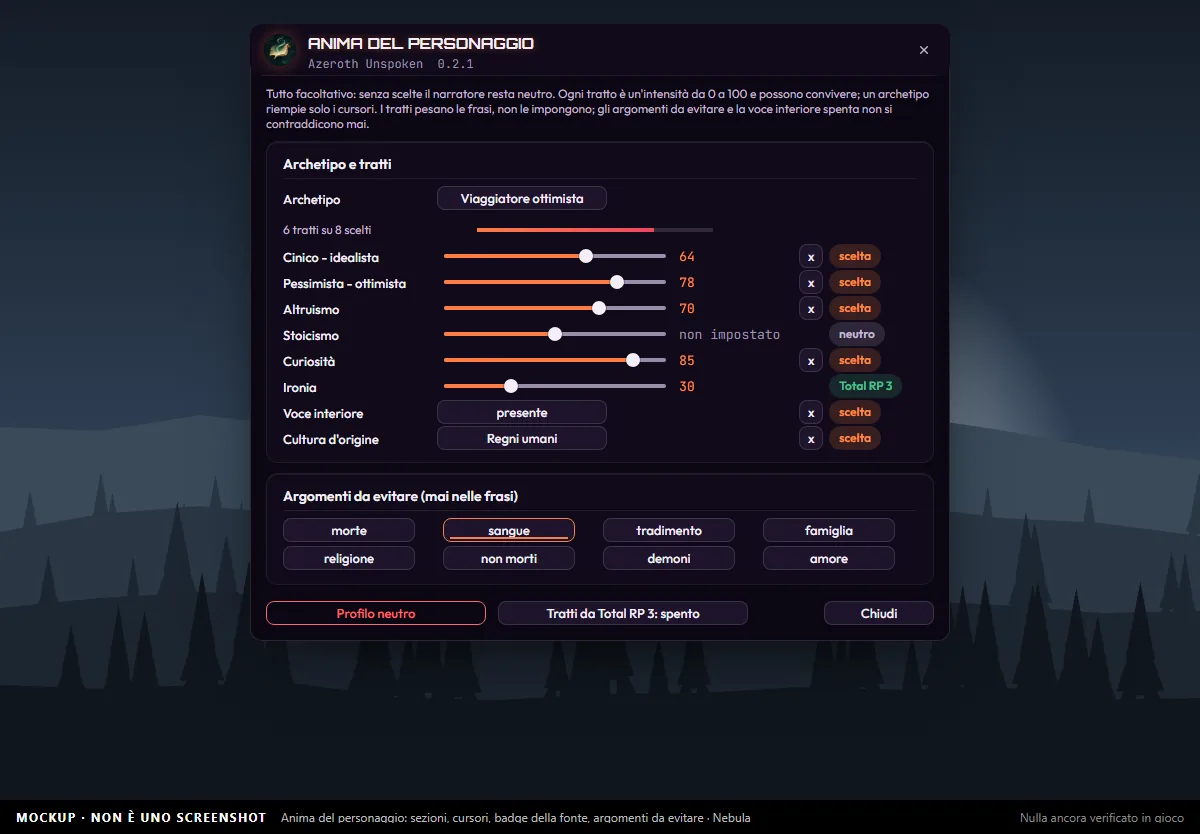 ANIMA DEL PERSONAGGIO
Azeroth Unspoken 0.2.1
×
Tutto facoltativo: senza scelte il narratore resta neutro. Ogni tratto è un'intensità da 0 a 100 e possono convivere; un archetipo
riempie solo i cursori. I tratti pesano le frasi, non le impongono; gli argomenti da evitare e la voce interiore spenta non si
contraddicono mai.
Archetipo e tratti
Archetipo Viaggiatore ottimista
6 tratti su 8 scelti
Cinico - idealista 64 x scelta
Pessimista - ottimista 78 x scelta
Altruismo 70 x scelta
Stoicismo non impostato neutro
Curiosità 85 x scelta
Ironia 30 Total RP 3
Voce interiore presente x scelta
Cultura d'origine Regni umani x scelta
Argomenti da evitare (mai nelle frasi)
morte sangue tradimento famiglia
religione non morti demoni amore
Profilo neutro Tratti da Total RP 3: spento Chiudi
MOCKUP · NON È UNO SCREENSHOT Anima del personaggio: sezioni, cursori, badge della fonte, argomenti da evitare · Nebula Nulla ancora verificato in gioco